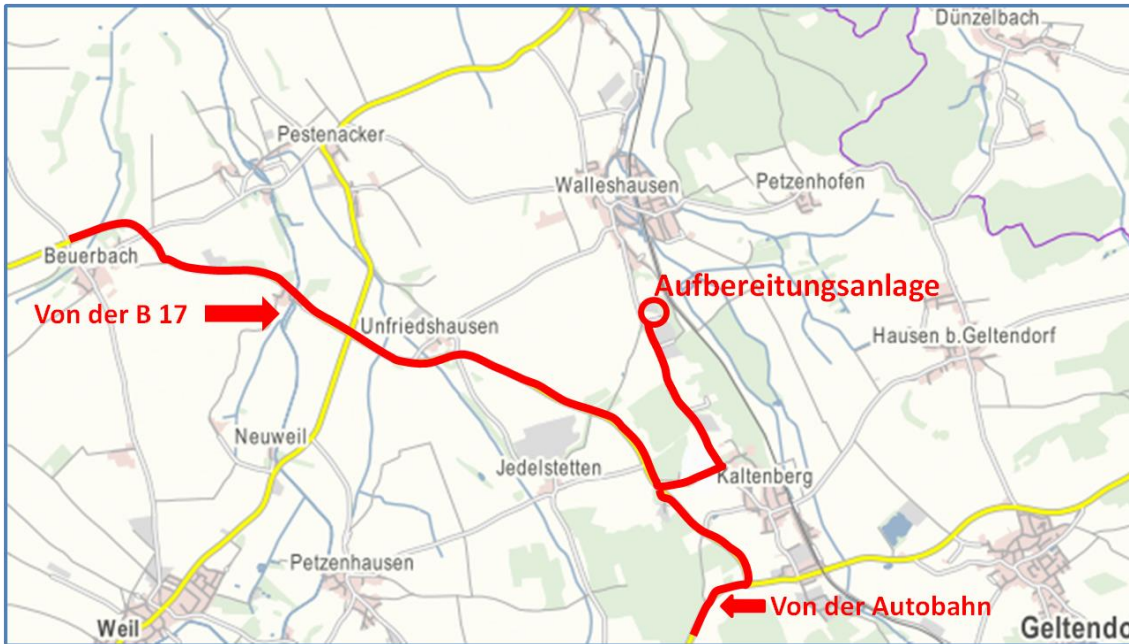 Dünzelbach
Pestenacker
Walleshausen
Petzenhofen
Beuerbach
Aufbereitungsanlage
Von der B 17
Unfriedshausen
Hausen b.Geltendorf
Neuweil
Jedelstetten
Kaltenberg
Petzenhausen
Von der Autobahn
Weil
Geltendo